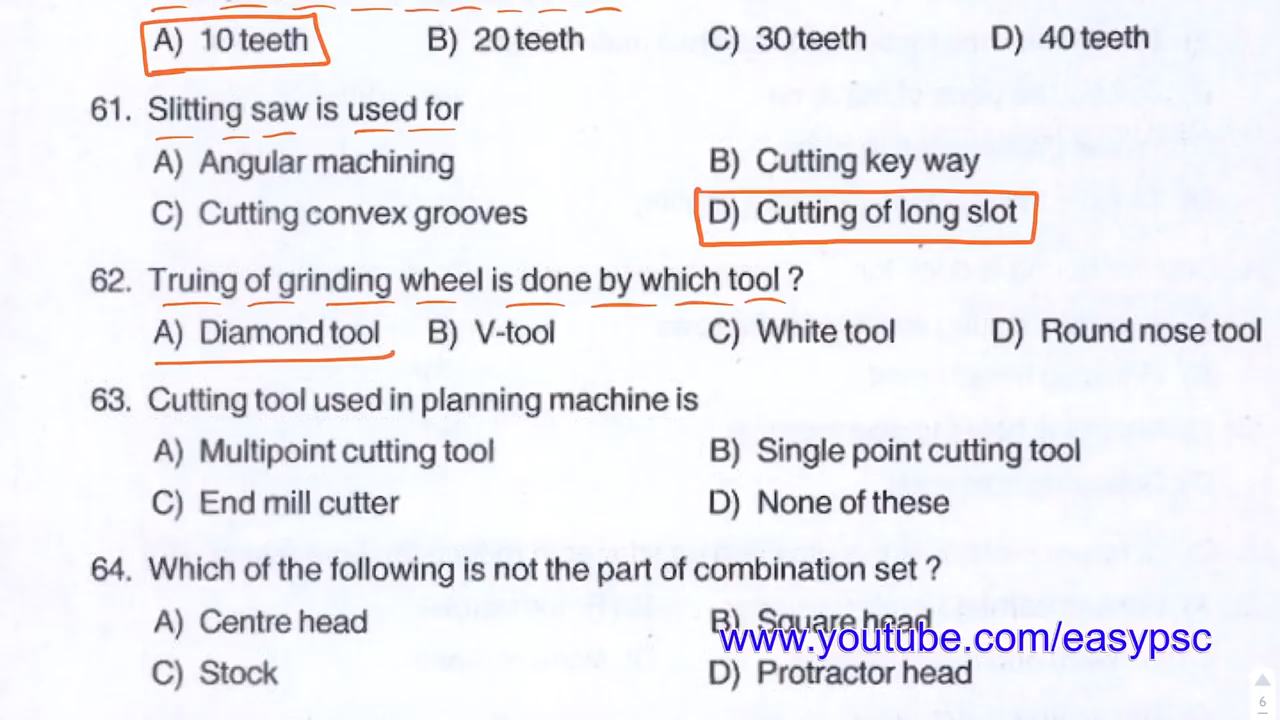 A) 10 teeth B) 20 teeth C) 30 teeth D) 40 teeth
61. Slitting saw is used for
A) Angular machining B) Cutting key way
C) Cutting convex grooves D) Cutting of long slot
62. Truing of grinding wheel is done by which tool ?
A) Diamond tool B) V-tool C) White tool D) Round nose tool
63. Cutting tool used in planning machine is
A) Multipoint cutting tool B) Single point cutting tool
C) End mill cutter D) None of these
64. Which of the following is not the part of combination set ?
A) Centre head B) Square head
www.youtube.com/easypsc
C) Stock D) Protractor head
6